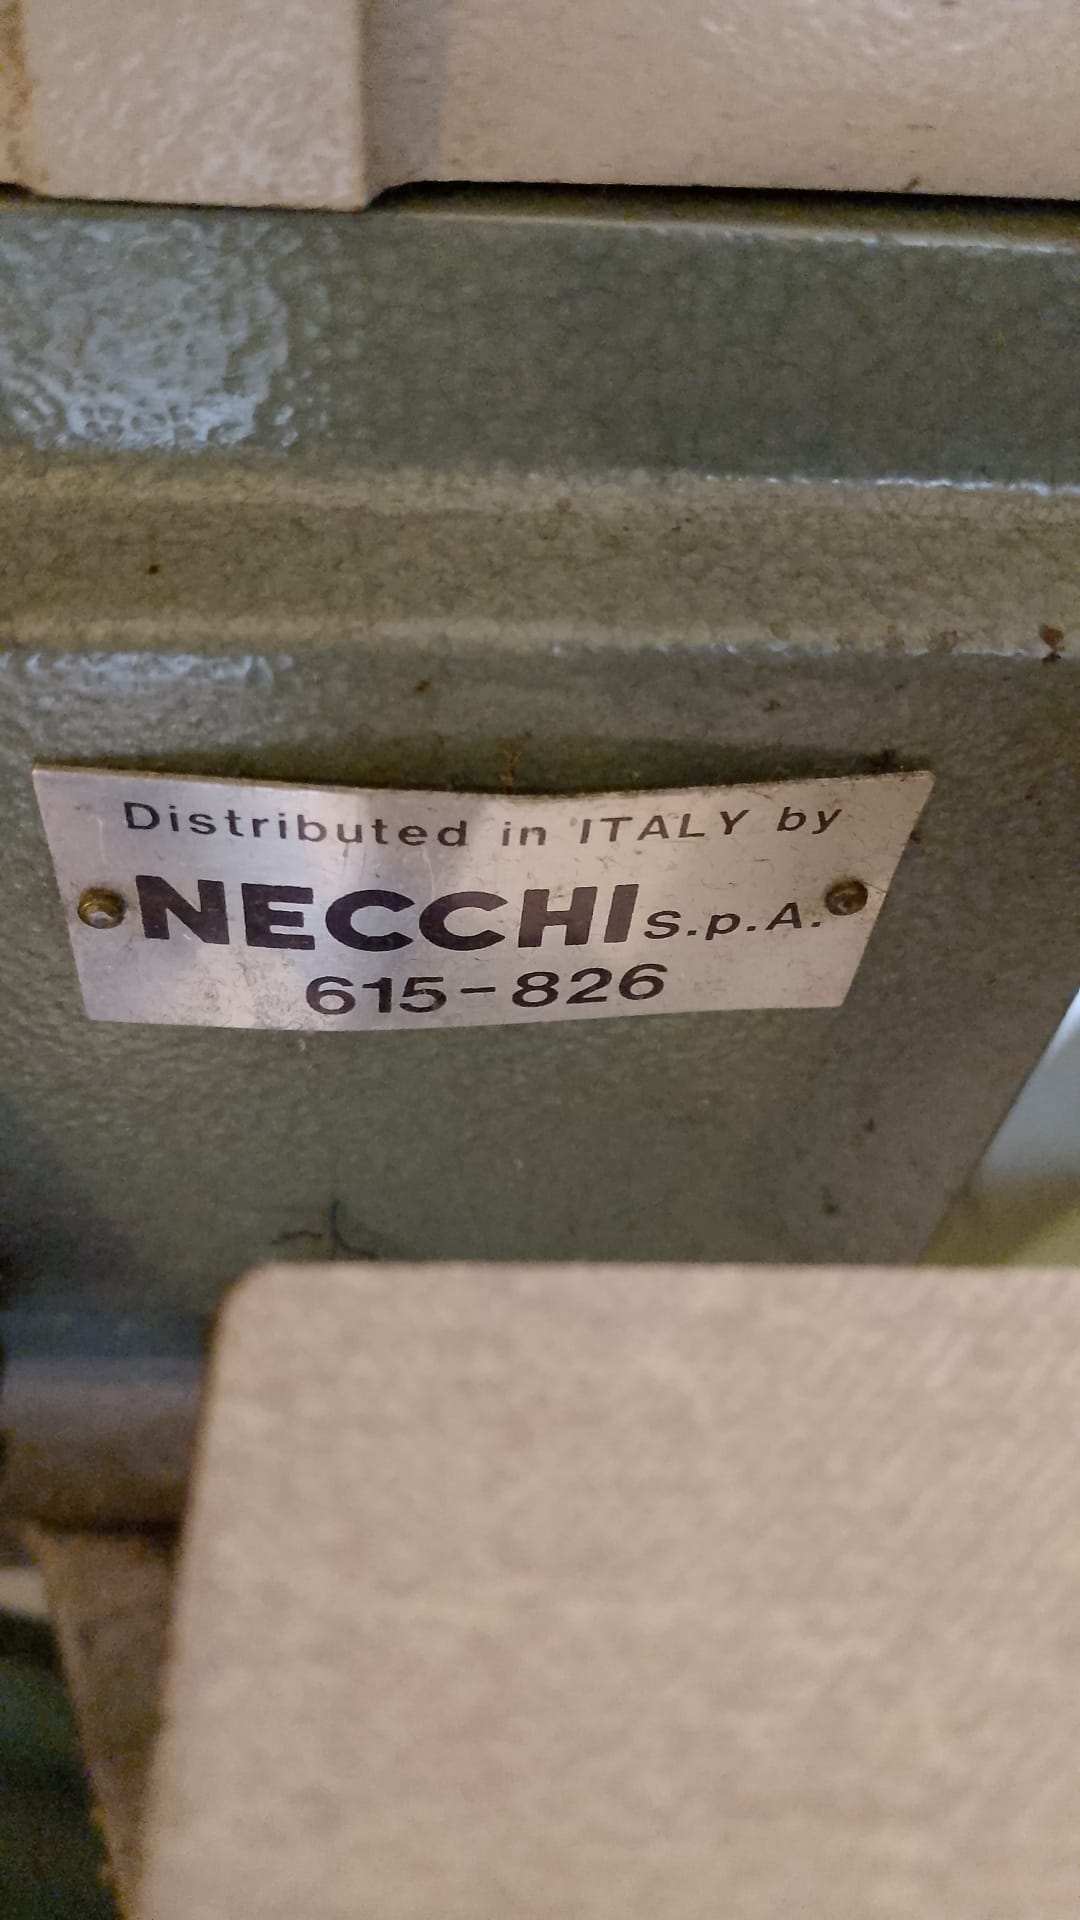 Distributed in ITALY by
NECCHI S.p.A.
615-826